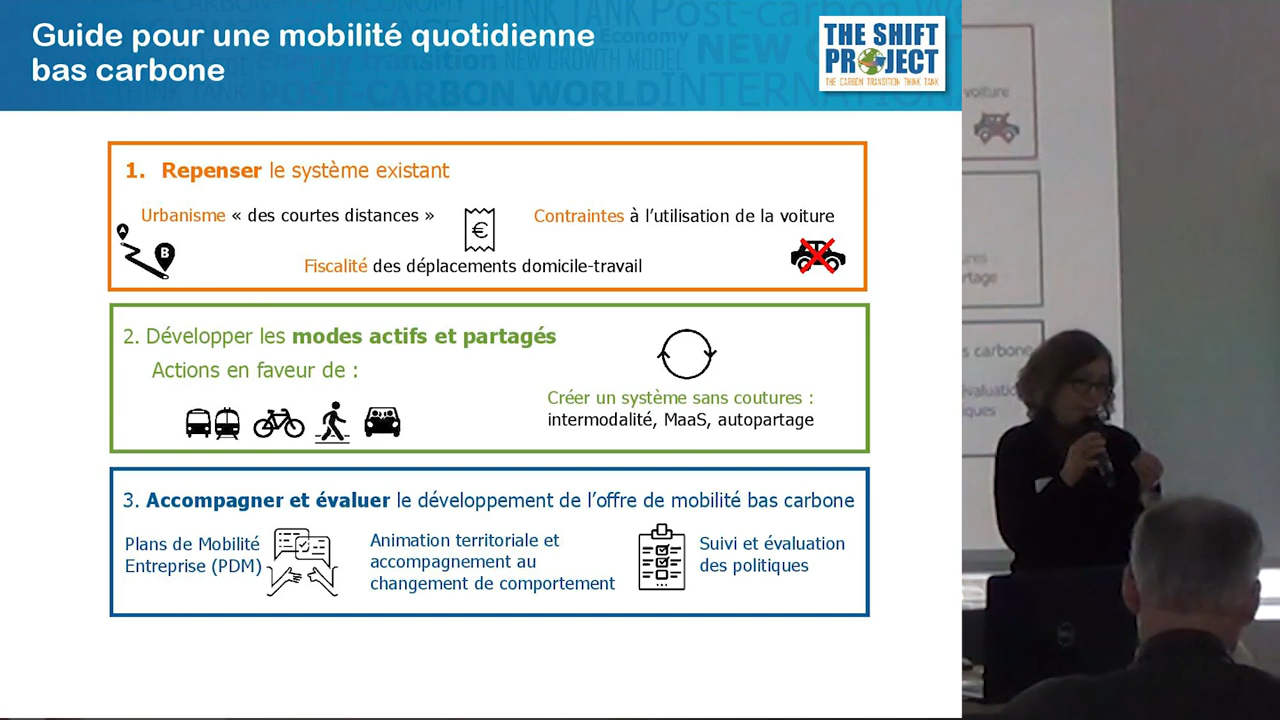 Guide pour une mobilité quotidienne
bas carbone
THE SHIFT
PROJECT
THE CARBON TRANSITION THINK TANK
1. Repenser le système existant
Urbanisme « des courtes distances »
€
Contraintes à l'utilisation de la voiture
A
B
Fiscalité des déplacements domicile-travail
2. Développer les modes actifs et partagés
Actions en faveur de :
Créer un système sans coutures :
intermodalité, MaaS, autopartage
3. Accompagner et évaluer le développement de l'offre de mobilité bas carbone
Plans de Mobilité
Entreprise (PDM)
Animation territoriale et
accompagnement au
changement de comportement
Suivi et évaluation
des politiques
voiture
carbone